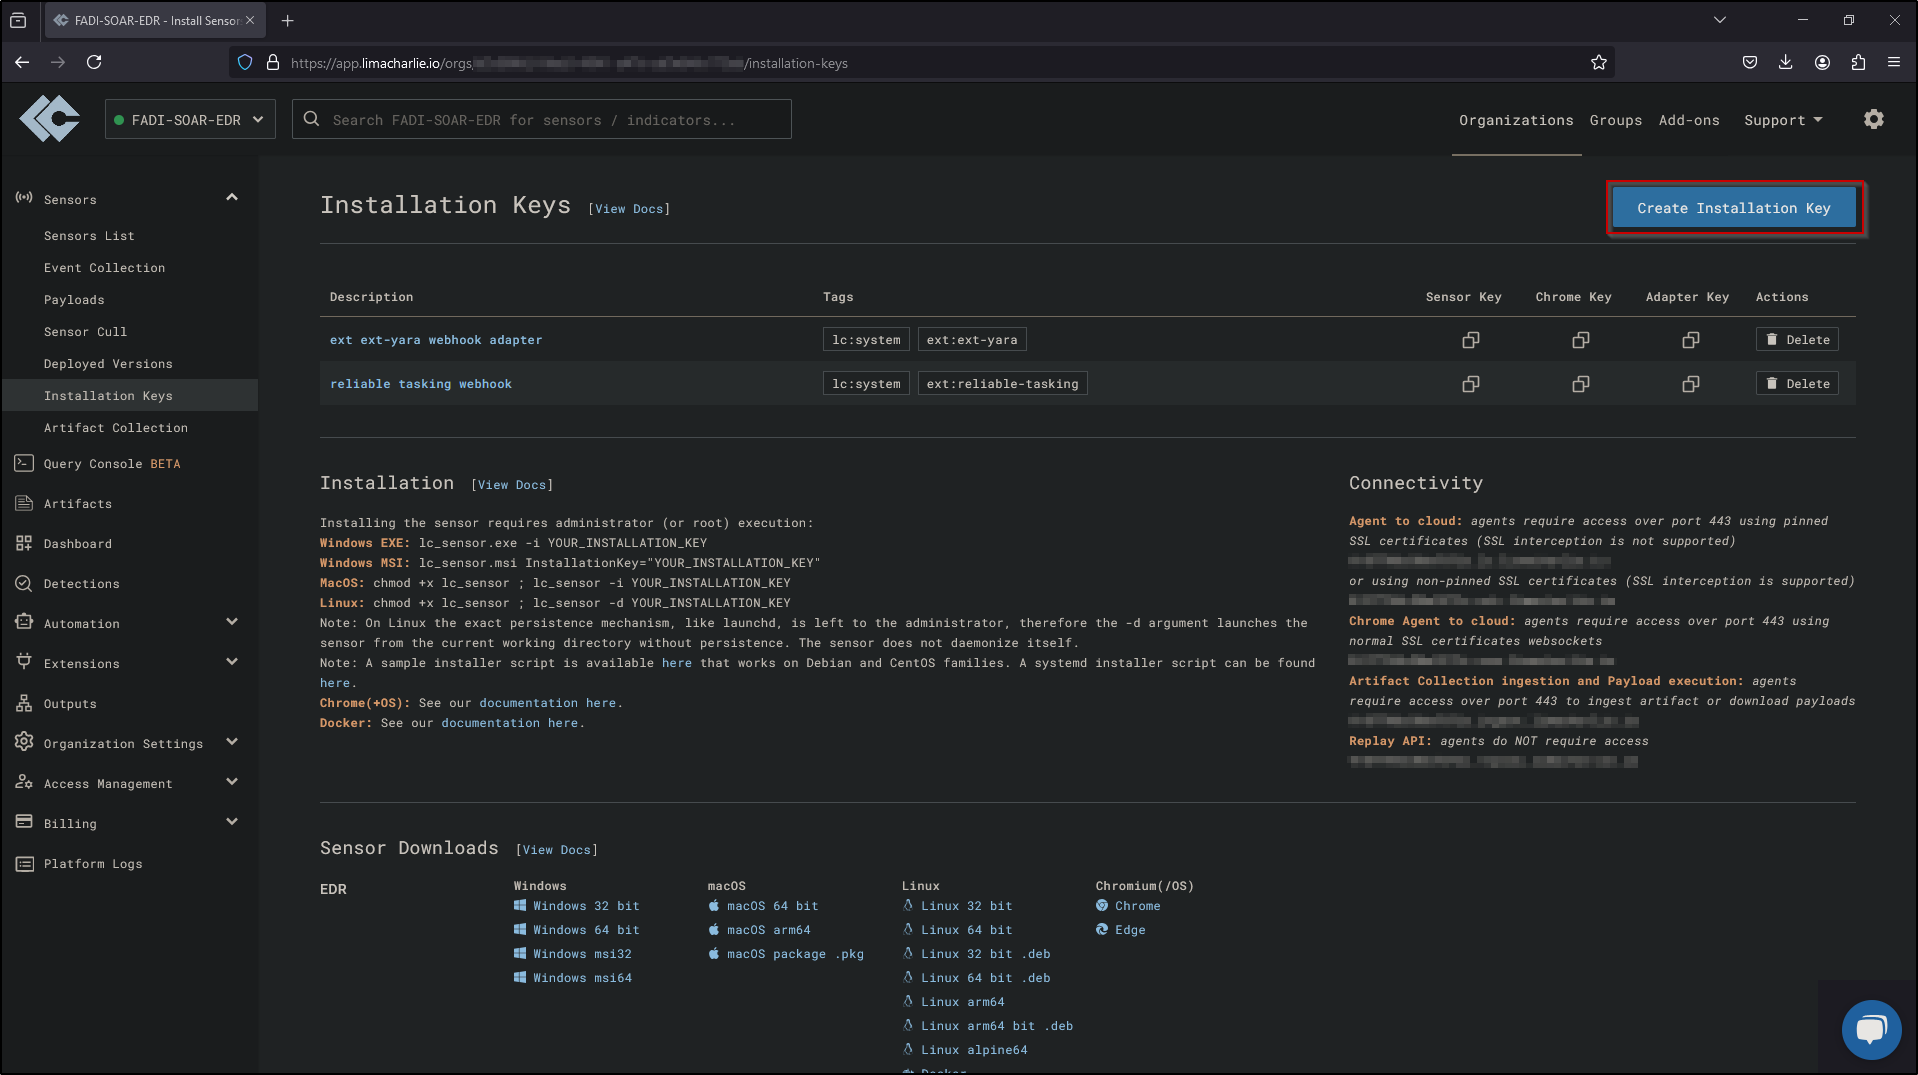 FADI-SOAR-EDR - Install Sensor
https://app.limacharlie.io/orgs/ /installation-keys
FADI-SOAR-EDR
Search FADI-SOAR-EDR for sensors / indicators...
Organizations Groups Add-ons Support
Sensors
Sensors List
Event Collection
Payloads
Sensor Cull
Deployed Versions
Installation Keys
Artifact Collection
Query Console BETA
Artifacts
Dashboard
Detections
Automation
Extensions
Outputs
Organization Settings
Access Management
Billing
Platform Logs
Installation Keys [View Docs]
Create Installation Key
Description Tags Sensor Key Chrome Key Adapter Key Actions
ext ext-yara webhook adapter lc:system ext:ext-yara Delete
reliable tasking webhook lc:system ext:reliable-tasking Delete
Installation [View Docs]
Installing the sensor requires administrator (or root) execution:
Windows EXE: lc_sensor.exe -i YOUR_INSTALLATION_KEY
Windows MSI: lc_sensor.msi InstallationKey="YOUR_INSTALLATION_KEY"
MacOS: chmod +x lc_sensor ; lc_sensor -i YOUR_INSTALLATION_KEY
Linux: chmod +x lc_sensor ; lc_sensor -d YOUR_INSTALLATION_KEY
Note: On Linux the exact persistence mechanism, like launchd, is left to the administrator, therefore the -d argument launches the
sensor from the current working directory without persistence. The sensor does not daemonize itself.
Note: A sample installer script is available here that works on Debian and CentOS families. A systemd installer script can be found
here.
Chrome(+OS): See our documentation here.
Docker: See our documentation here.
Connectivity
Agent to cloud: agents require access over port 443 using pinned
SSL certificates (SSL interception is not supported)
or using non-pinned SSL certificates (SSL interception is supported)
Chrome Agent to cloud: agents require access over port 443 using
normal SSL certificates websockets
Artifact Collection ingestion and Payload execution: agents
require access over port 443 to ingest artifact or download payloads
Replay API: agents do NOT require access
Sensor Downloads [View Docs]
EDR
Windows
Windows 32 bit
Windows 64 bit
Windows msi32
Windows msi64
macOS
macOS 64 bit
macOS arm64
macOS package .pkg
Linux
Linux 32 bit
Linux 64 bit
Linux 32 bit .deb
Linux 64 bit .deb
Linux arm64
Linux arm64 bit .deb
Linux alpine64
Docker
Chromium(/OS)
Chrome
Edge